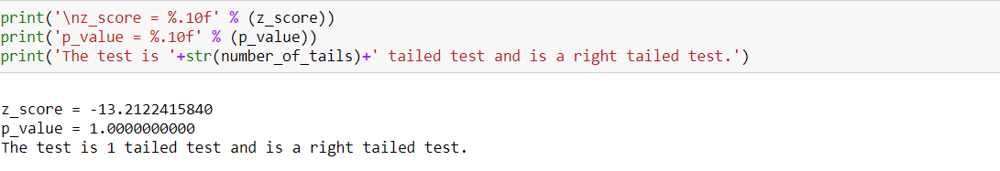 print('\nz_score = %.10f' % (z_score))
print('p_value = %.10f' % (p_value))
print('The test is '+str(number_of_tails)+' tailed test and is a right tailed test.')
z_score = -13.2122415840
p_value = 1.0000000000
The test is 1 tailed test and is a right tailed test.